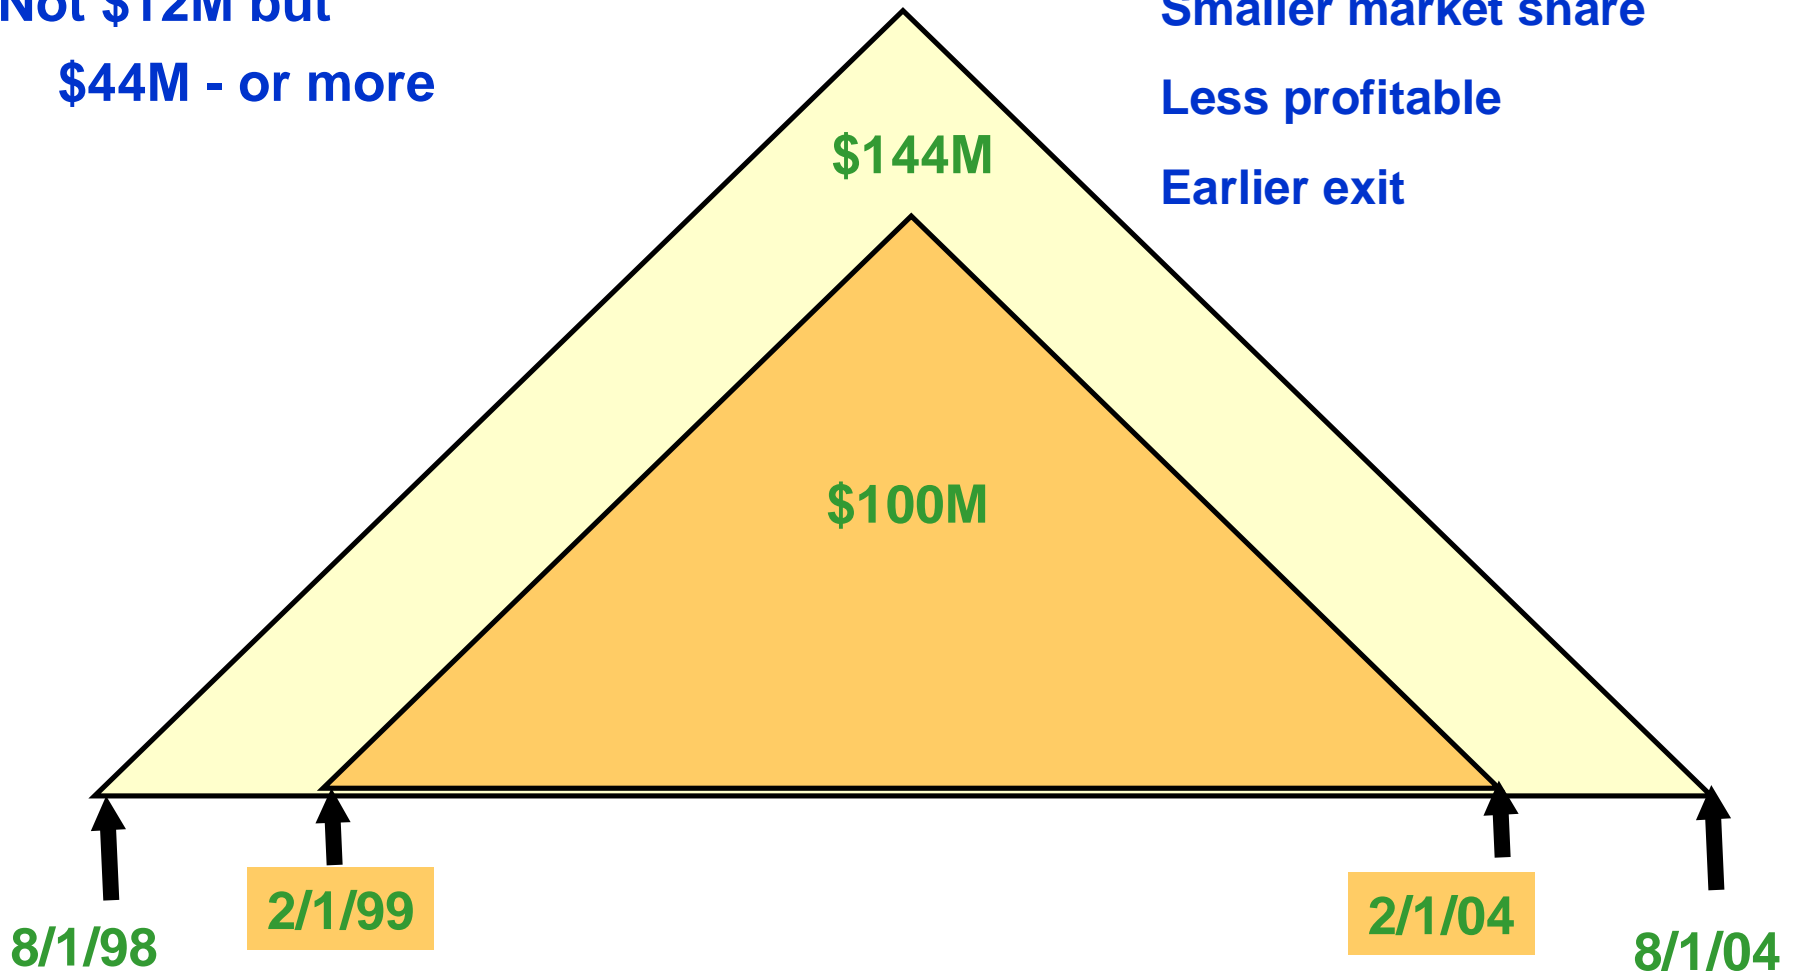 Not $12M but
$44M - or more
Smaller market share
Less profitable
Earlier exit
$144M
$100M
8/1/98
2/1/99
2/1/04
8/1/04